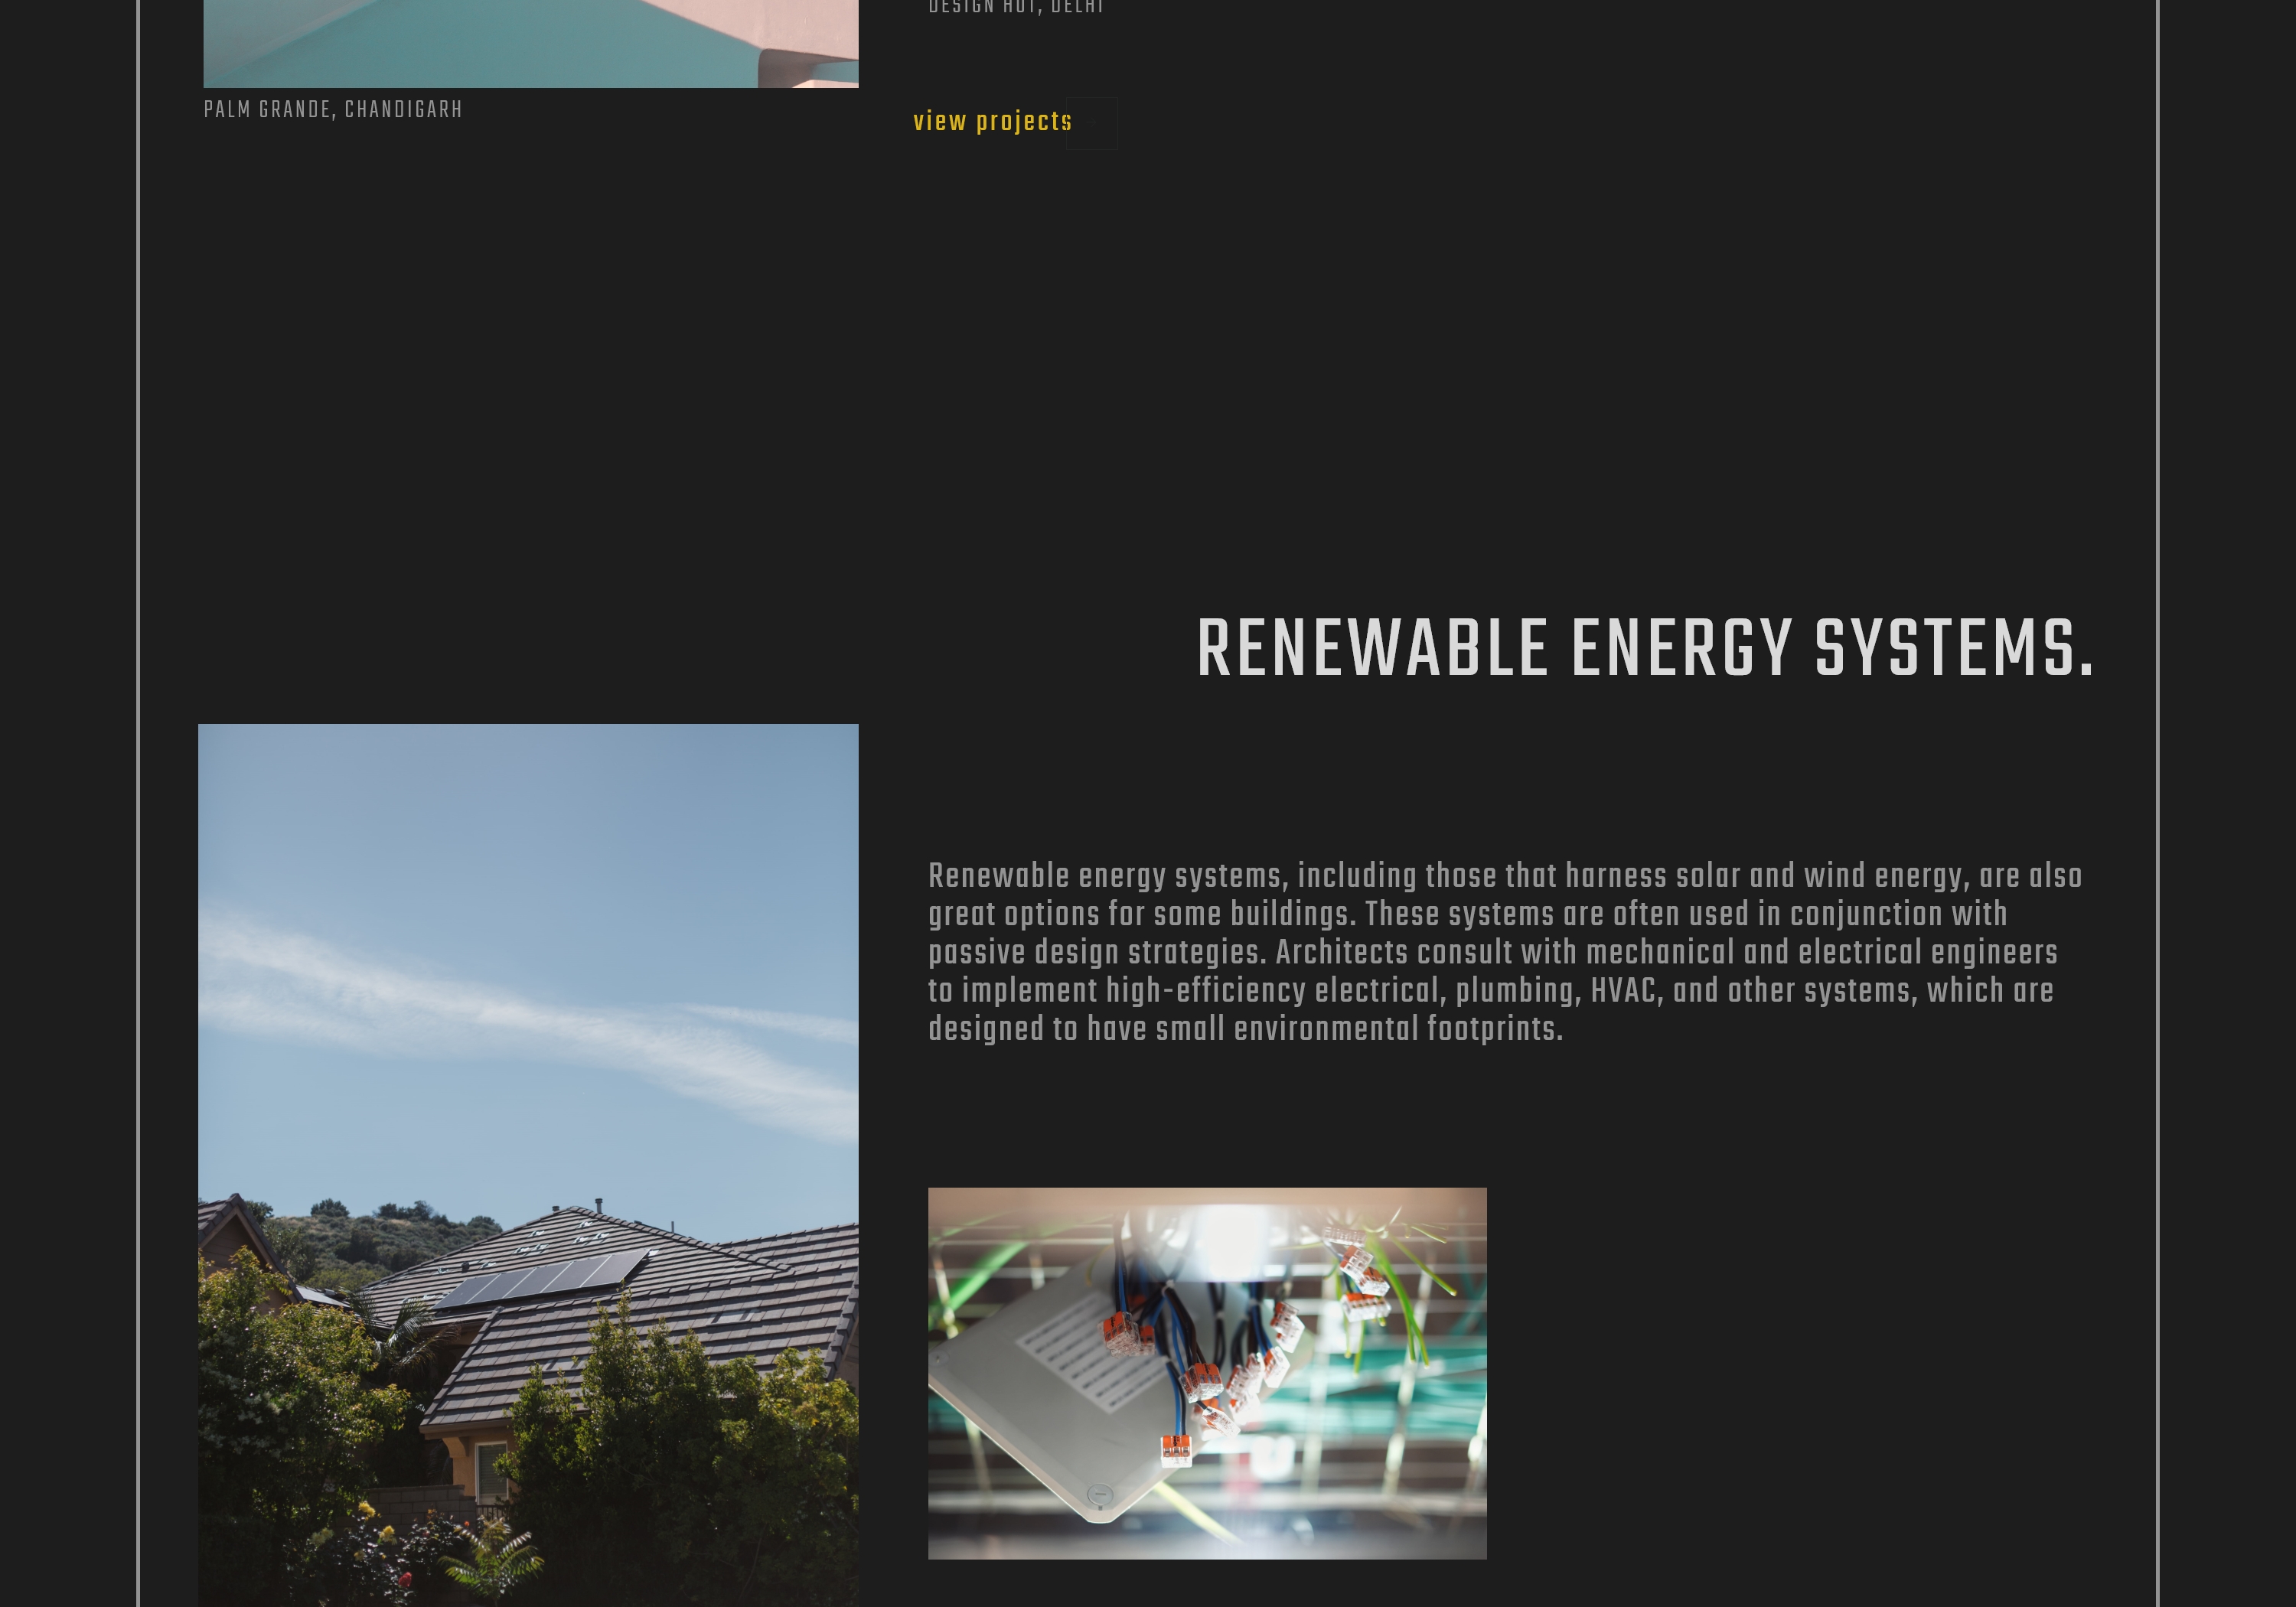 DESIGN HUT, DELHI
PALM GRANDE, CHANDIGARH
view projects
RENEWABLE ENERGY SYSTEMS.
Renewable energy systems, including those that harness solar and wind energy, are also
great options for some buildings. These systems are often used in conjunction with
passive design strategies. Architects consult with mechanical and electrical engineers
to implement high-efficiency electrical, plumbing, HVAC, and other systems, which are
designed to have small environmental footprints.